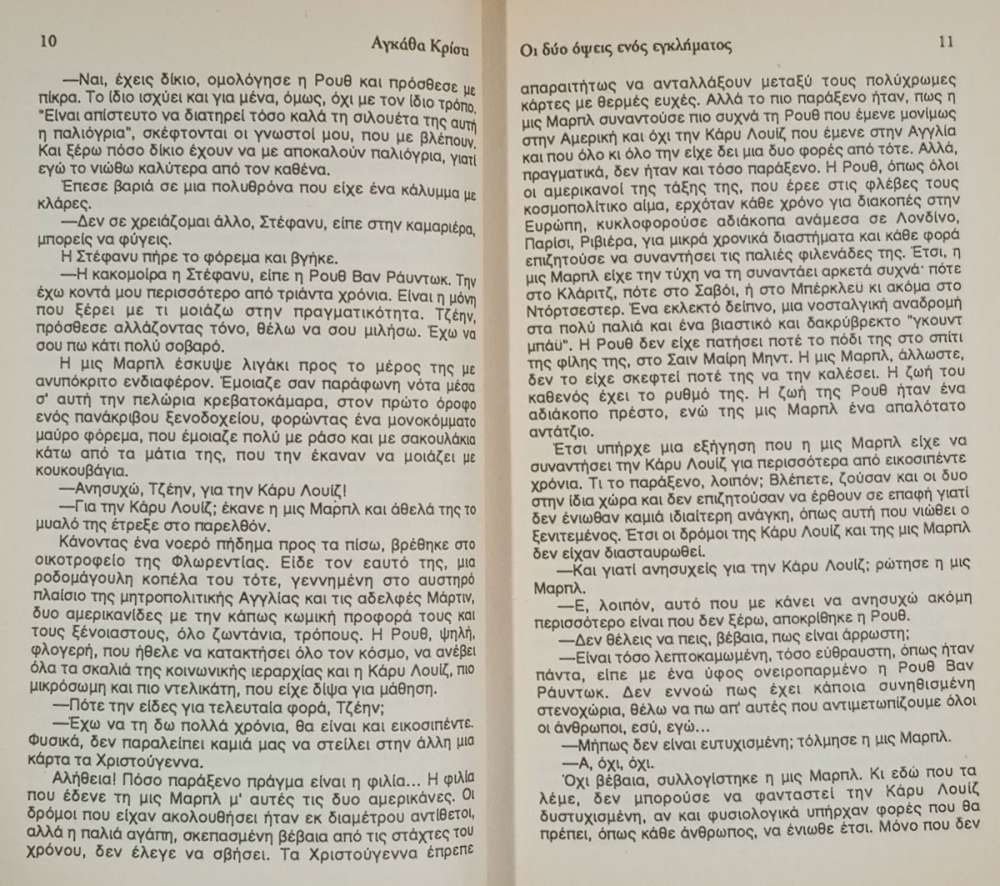 10
Αγκάθα Κρίστι
—Ναι, έχεις δίκιο, ομολόγησε η Ρουθ και πρόσθεσε με
πίκρα. Το ίδιο ισχύει και για μένα, όμως, όχι με τον ίδιο τρόπο.
"Είναι απίστευτο να διατηρεί τόσο καλά τη σιλουέτα της αυτή
η παλιόγρια", σκέφτονται οι γνωστοί μου, που με βλέπουν.
Και ξέρω πόσο δίκιο έχουν να με αποκαλούν παλιόγρια, γιατί
εγώ το νιώθω καλύτερα από τον καθένα.
Έπεσε βαριά σε μια πολυθρόνα που είχε ένα κάλυμμα με
κλάρες.
—Δεν σε χρειάζομαι άλλο, Στέφανυ, είπε στην καμαριέρα,
μπορείς να φύγεις.
Η Στέφανυ πήρε το φόρεμα και βγήκε.
—Η κακομοίρα η Στέφανυ, είπε η Ρουθ Βαν Ράυντωκ. Την
έχω κοντά μου περισσότερο από τριάντα χρόνια. Είναι η μόνη
που ξέρει με τι μοιάζω στην πραγματικότητα. Τζέην,
πρόσθεσε αλλάζοντας τόνο, θέλω να σου μιλήσω. Έχω να
σου πω κάτι πολύ σοβαρό.
Η μις Μαρπλ έσκυψε λιγάκι προς το μέρος της με
ανυπόκριτο ενδιαφέρον. Έμοιαζε σαν παράφωνη νότα μέσα
σ' αυτή την πελώρια κρεβατοκάμαρα, στον πρώτο όροφο
ενός πανάκριβου ξενοδοχείου, φορώντας ένα μονοκόμματο
μαύρο φόρεμα, που έμοιαζε πολύ με ράσο και με σακουλάκια
κάτω από τα μάτια της, που την έκαναν να μοιάζει με
κουκουβάγια.
—Ανησυχώ, Τζέην, για την Κάρυ Λουίζ!
—Για την Κάρυ Λουίζ; έκανε η μις Μαρπλ και άθελά της το
μυαλό της έτρεξε στο παρελθόν.
Κάνοντας ένα νοερό πήδημα προς τα πίσω, βρέθηκε στο
οικοτροφείο της Φλωρεντίας. Είδε τον εαυτό της, μια
ροδομάγουλη κοπέλα του τότε, γεννημένη στο αυστηρό
πλαίσιο της μητροπολιτικής Αγγλίας και τις αδελφές Μάρτιν,
δυο αμερικανίδες με την κάπως κωμική προφορά τους και
τους ξένοιαστους, όλο ζωντάνια, τρόπους. Η Ρουθ, ψηλή,
φλογερή, που ήθελε να κατακτήσει όλο τον κόσμο, να ανέβει
όλα τα σκαλιά της κοινωνικής ιεραρχίας και η Κάρυ Λουίζ, πιο
μικρόσωμη και πιο ντελικάτη, που είχε δίψα για μάθηση.
—Πότε την είδες για τελευταία φορά, Τζέην;
—Έχω να τη δω πολλά χρόνια, θα είναι και εικοσιπέντε.
Φυσικά, δεν παραλείπει καμιά μας να στείλει στην άλλη μια
κάρτα τα Χριστούγεννα.
Αλήθεια! Πόσο παράξενο πράγμα είναι η φιλία... Η φιλία
που έδενε τη μις Μαρπλ μ' αυτές τις δυο αμερικάνες. Οι
δρόμοι που είχαν ακολουθήσει ήταν εκ διαμέτρου αντίθετοι,
αλλά η παλιά αγάπη, σκεπασμένη βέβαια από τις στάχτες του
χρόνου, δεν έλεγε να σβήσει. Τα Χριστούγεννα έπρεπε
Οι δύο όψεις ενός εγκλήματος
11
απαραιτήτως να ανταλλάξουν μεταξύ τους πολύχρωμες
κάρτες με θερμές ευχές. Αλλά το πιο παράξενο ήταν, πως η
μις Μαρπλ συναντούσε πιο συχνά τη Ρουθ που έμενε μονίμως
στην Αμερική και όχι την Κάρυ Λουίζ που έμενε στην Αγγλία
και που όλο κι όλο την είχε δει μια δυο φορές από τότε. Αλλά,
πραγματικά, δεν ήταν και τόσο παράξενο. Η Ρουθ, όπως όλοι
οι αμερικανοί της τάξης της, που έρεε στις φλέβες τους
κοσμοπολίτικο αίμα, ερχόταν κάθε χρόνο για διακοπές στην
Ευρώπη, κυκλοφορούσε αδιάκοπα ανάμεσα σε Λονδίνο,
Παρίσι, Ριβιέρα, για μικρά χρονικά διαστήματα και κάθε φορά
επιζητούσε να συναντήσει τις παλιές φιλενάδες της. Έτσι, η
μις Μαρπλ είχε την τύχη να τη συναντάει αρκετά συχνά· πότε
στο Κλάριτζ, πότε στο Σαβόι, ή στο Μπέρκλευ κι ακόμα στο
Ντόρτσεστερ. Ένα εκλεκτό δείπνο, μια νοσταλγική αναδρομή
στα πολύ παλιά και ένα βιαστικό και δακρύβρεκτο "γκουντ
μπάϋ". Η Ρουθ δεν είχε πατήσει ποτέ το πόδι της στο σπίτι
της φίλης της, στο Σαιν Μαίρη Μηντ. Η μις Μαρπλ, άλλωστε,
δεν το είχε σκεφτεί ποτέ της να την καλέσει. Η ζωή του
καθενός έχει το ρυθμό της. Η ζωή της Ρουθ ήταν ένα
αδιάκοπο πρέστο, ενώ της μις Μαρπλ ένα απαλότατο
αντάτζιο.
Έτσι υπήρχε μια εξήγηση που η μις Μαρπλ είχε να
συναντήσει την Κάρυ Λουίζ για περισσότερα από εικοσιπέντε
χρόνια. Τι το παράξενο, λοιπόν; Βλέπετε, ζούσαν και οι δυο
στην ίδια χώρα και δεν επιζητούσαν να έρθουν σε επαφή γιατί
δεν ένιωθαν καμιά ιδιαίτερη ανάγκη, όπως αυτή που νιώθει ο
ξενιτεμένος. Έτσι οι δρόμοι της Κάρυ Λουίζ και της μις Μαρπλ
δεν είχαν διασταυρωθεί.
—Και γιατί ανησυχείς για την Κάρυ Λουίζ; ρώτησε η μις
Μαρπλ.
—Ε, λοιπόν, αυτό που με κάνει να ανησυχώ ακόμη
περισσότερο είναι που δεν ξέρω, αποκρίθηκε η Ρουθ.
—Δεν θέλεις να πεις, βέβαια, πως είναι άρρωστη;
—Είναι τόσο λεπτοκαμωμένη, τόσο εύθραυστη, όπως ήταν
πάντα, είπε με ένα ύφος ονειροπαρμένο η Ρουθ Βαν
Ράυντωκ. Δεν εννοώ πως έχει κάποια συνηθισμένη
στενοχώρια, θέλω να πω απ' αυτές που αντιμετωπίζουμε όλοι
οι άνθρωποι, εσύ, εγώ...
—Μήπως δεν είναι ευτυχισμένη; τόλμησε η μις Μαρπλ.
—Α, όχι, όχι.
Όχι βέβαια, συλλογίστηκε η μις Μαρπλ. Κι εδώ που τα
λέμε, δεν μπορούσε να φανταστεί την Κάρυ Λουίζ
δυστυχισμένη, αν και φυσιολογικά υπήρχαν φορές που θα
πρέπει, όπως κάθε άνθρωπος, να ένιωθε έτσι. Μόνο που δεν